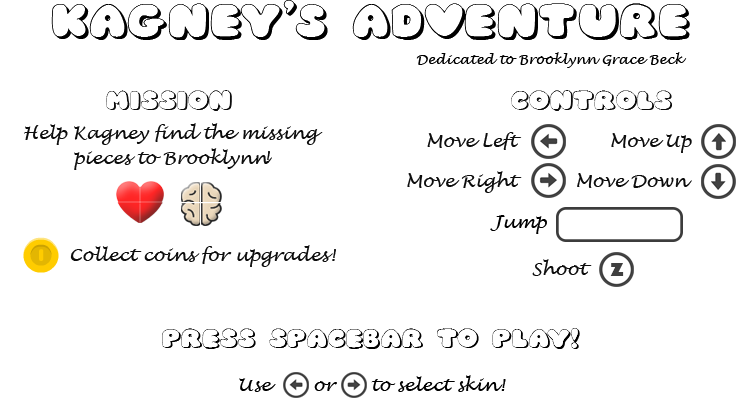 KAGNEY'S ADVENTURE
Dedicated to Brooklynn Grace Beck
MISSION
Help Kagney find the missing
pieces to Brooklynn!
Collect coins for upgrades!
CONTROLS
Move Left
Move Up
Move Right
Move Down
Jump
Shoot Z
PRESS SPACEBAR TO PLAY!
Use or to select skin!